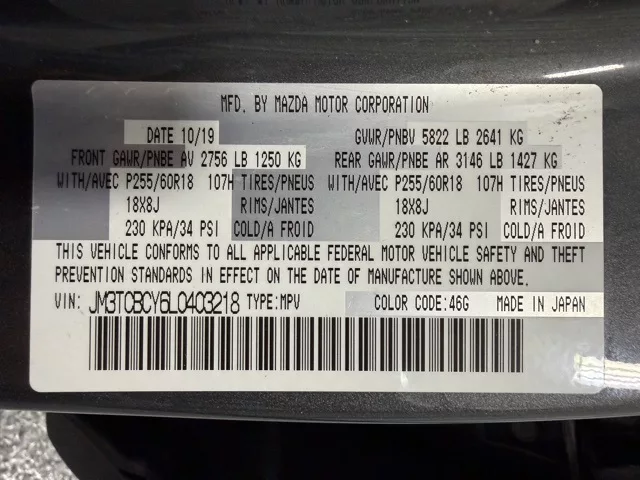 MFD. BY MAZDA MOTOR CORPORATION
DATE 10/19 GVWR/PNBV 5822 LB 2641 KG
FRONT GAWR/PNBE AV 2756 LB 1250 KG REAR GAWR/PNBE AR 3146 LB 1427 KG
WITH/AVEC P255/60R18 107H TIRES/PNEUS WITH/AVEC P255/60R18 107H TIRES/PNEUS
18X8J RIMS/JANTES 18X8J RIMS/JANTES
230 KPA/34 PSI COLD/A FROID 230 KPA/34 PSI COLD/A FROID
THIS VEHICLE CONFORMS TO ALL APPLICABLE FEDERAL MOTOR VEHICLE SAFETY AND THEFT
PREVENTION STANDARDS IN EFFECT ON THE DATE OF MANUFACTURE SHOWN ABOVE.
VIN: JM3TCBCY6L0403218 TYPE:MPV COLOR CODE:46G MADE IN JAPAN